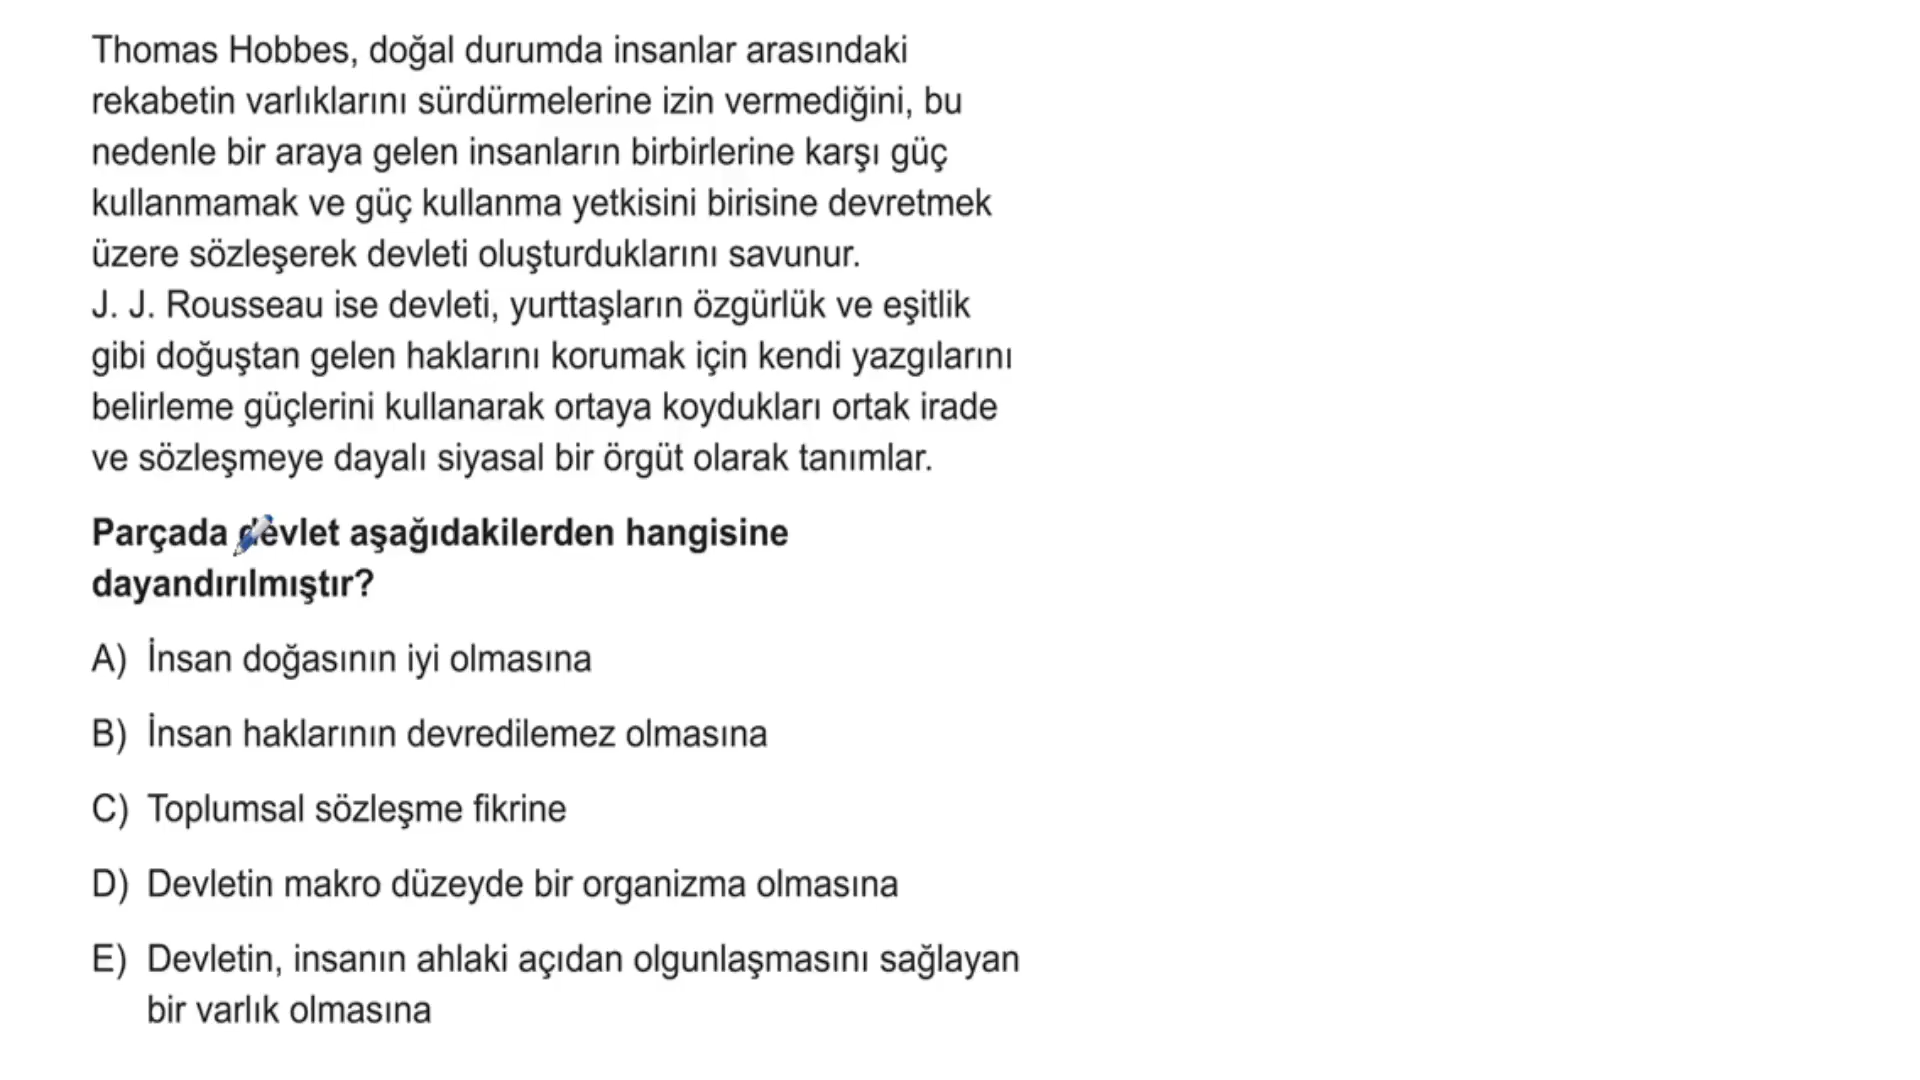 Thomas Hobbes, doğal durumda insanlar arasındaki
rekabetin varlıklarını sürdürmelerine izin vermediğini, bu
nedenle bir araya gelen insanların birbirlerine karşı güç
kullanmamak ve güç kullanma yetkisini birisine devretmek
üzere sözleşerek devleti oluşturduklarını savunur.
J. J. Rousseau ise devleti, yurttaşların özgürlük ve eşitlik
gibi doğuştan gelen haklarını korumak için kendi yazgılarını
belirleme güçlerini kullanarak ortaya koydukları ortak irade
ve sözleşmeye dayalı siyasal bir örgüt olarak tanımlar.
Parçada devlet aşağıdakilerden hangisine
dayandırılmıştır?
A) İnsan doğasının iyi olmasına
B) İnsan haklarının devredilemez olmasına
C) Toplumsal sözleşme fikrine
D) Devletin makro düzeyde bir organizma olmasına
E) Devletin, insanın ahlaki açıdan olgunlaşmasını sağlayan
bir varlık olmasına